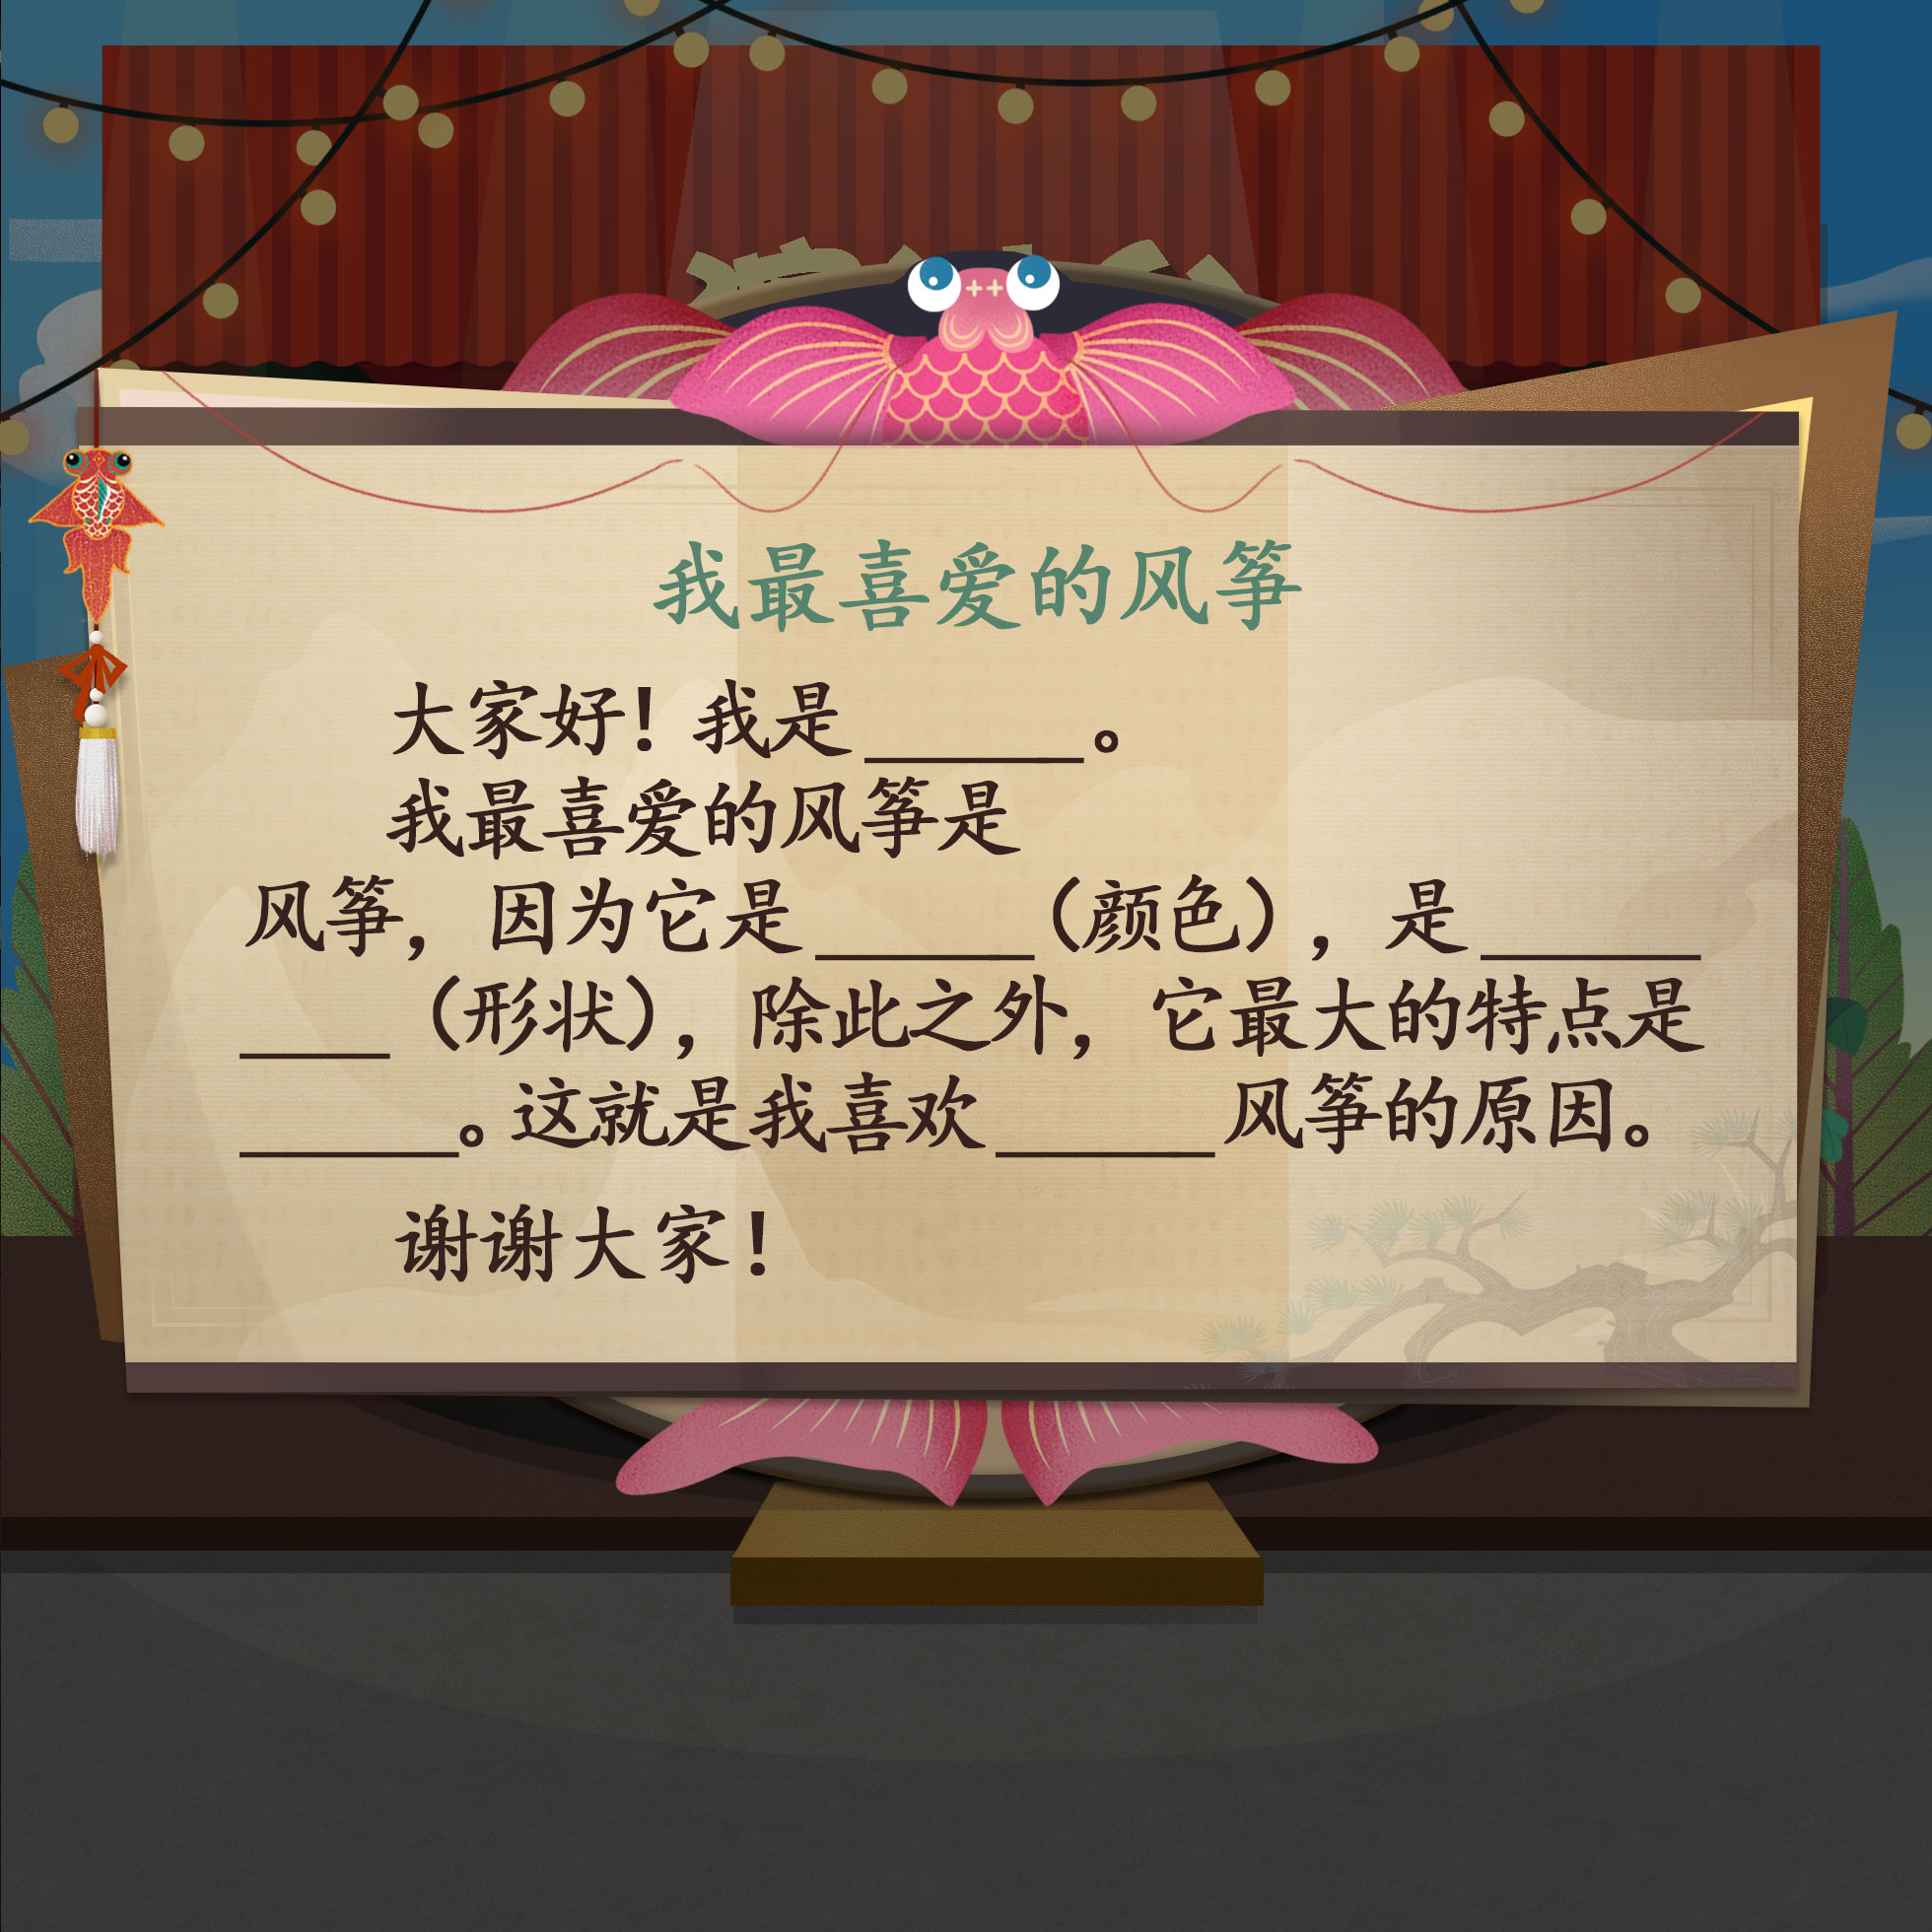 我最喜爱的风筝
大家好！我是______。
我最喜爱的风筝是
风筝，因为它是______（颜色），是______
____（形状），除此之外，它最大的特点是
______。这就是我喜欢______风筝的原因。
谢谢大家！